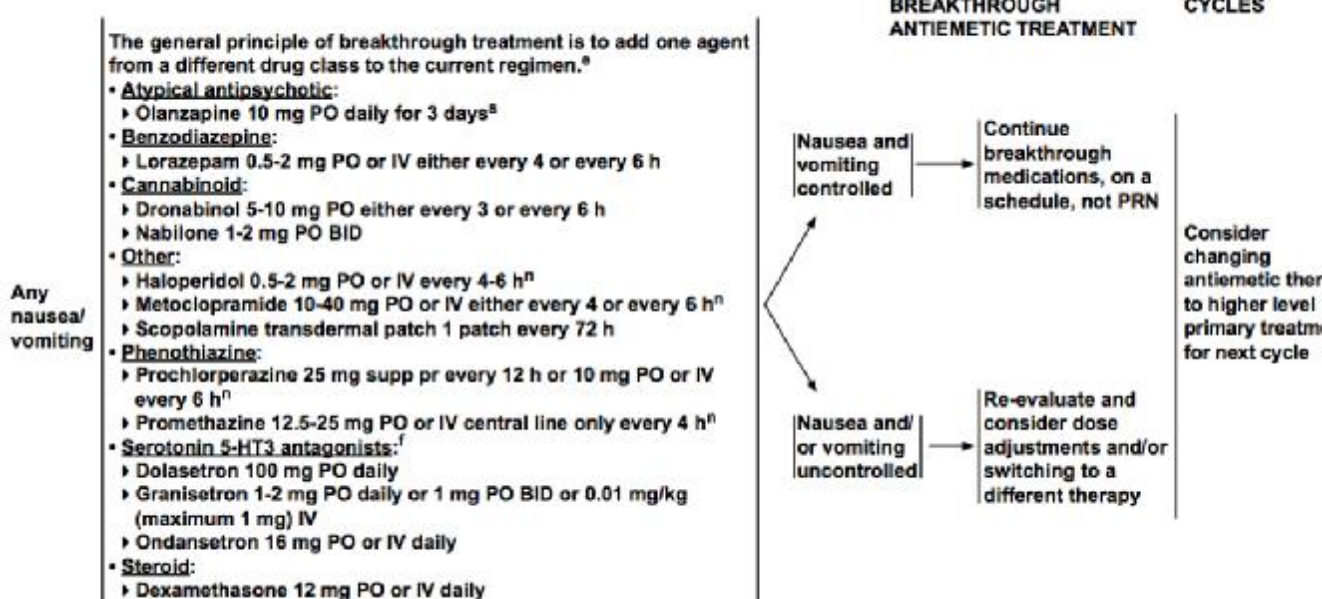 BREAKTHROUGH
ANTIEMETIC TREATMENT
CYCLES
The general principle of breakthrough treatment is to add one agent
from a different drug class to the current regimen.e
• Atypical antipsychotic:
‣ Olanzapine 10 mg PO daily for 3 dayss
• Benzodiazepine:
‣ Lorazepam 0.5-2 mg PO or IV either every 4 or every 6 h
• Cannabinoid:
‣ Dronabinol 5-10 mg PO either every 3 or every 6 h
‣ Nabilone 1-2 mg PO BID
• Other:
‣ Haloperidol 0.5-2 mg PO or IV every 4-6 hn
‣ Metoclopramide 10-40 mg PO or IV either every 4 or every 6 hn
‣ Scopolamine transdermal patch 1 patch every 72 h
• Phenothiazine:
‣ Prochlorperazine 25 mg supp pr every 12 h or 10 mg PO or IV
every 6 hn
‣ Promethazine 12.5-25 mg PO or IV central line only every 4 hn
• Serotonin 5-HT3 antagonists:f
‣ Dolasetron 100 mg PO daily
‣ Granisetron 1-2 mg PO daily or 1 mg PO BID or 0.01 mg/kg
(maximum 1 mg) IV
‣ Ondansetron 16 mg PO or IV daily
• Steroid:
‣ Dexamethasone 12 mg PO or IV daily
Any
nausea/
vomiting
Nausea and
vomiting
controlled
Continue
breakthrough
medications, on a
schedule, not PRN
Nausea and/
or vomiting
uncontrolled
Re-evaluate and
consider dose
adjustments and/or
switching to a
different therapy
Consider
changing
antiemetic ther
to higher level
primary treatme
for next cycle